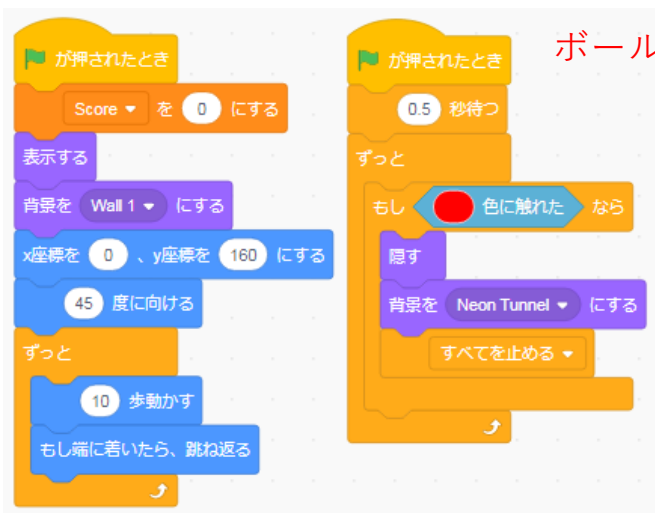 が押されたとき
Score を 0 にする
表示する
背景を Wall 1 にする
x座標を 0 、y座標を 160 にする
45 度に向ける
ずっと
10 歩動かす
もし端に着いたら、跳ね返る
ボール
が押されたとき
0.5 秒待つ
ずっと
もし 色に触れた なら
隠す
背景を Neon Tunnel にする
すべてを止める